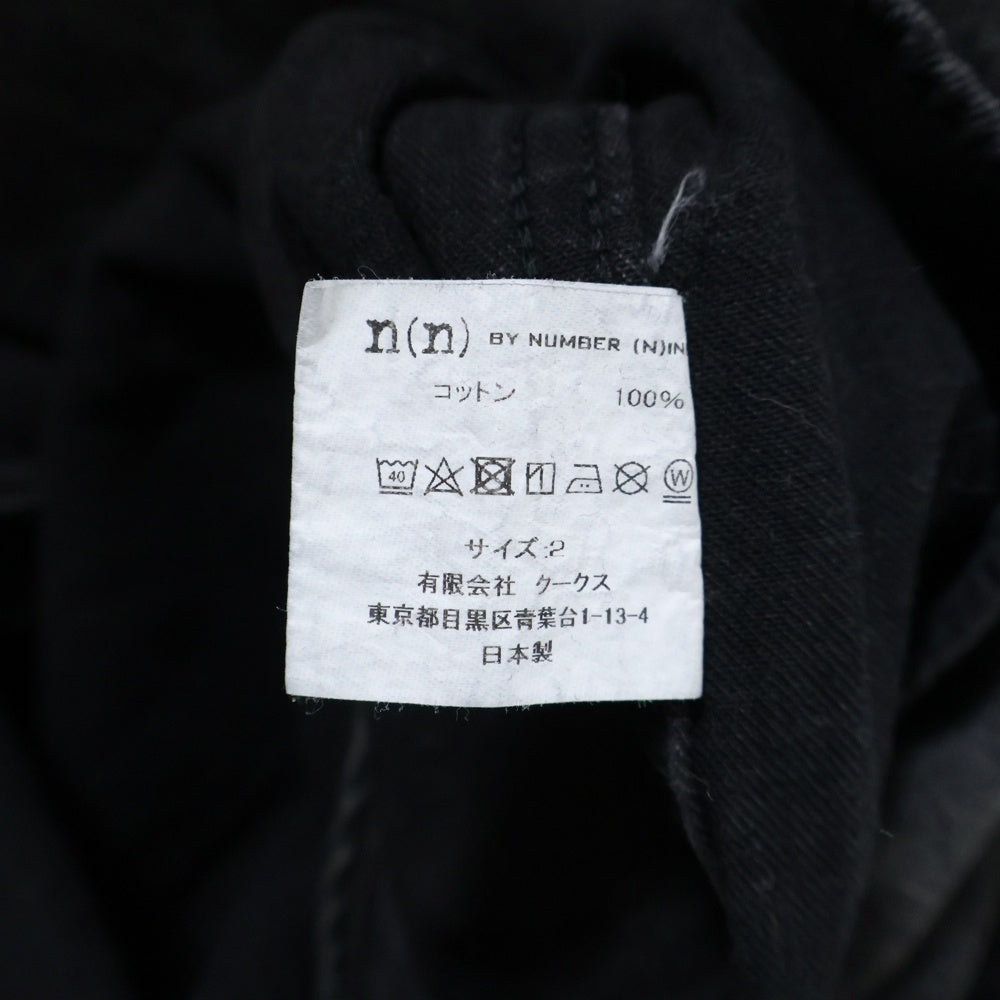 n(n) BY NUMBER (N)IN
コットン 100%
40 W
サイズ:2
有限会社 クークス
東京都目黒区青葉台1-13-4
日本製